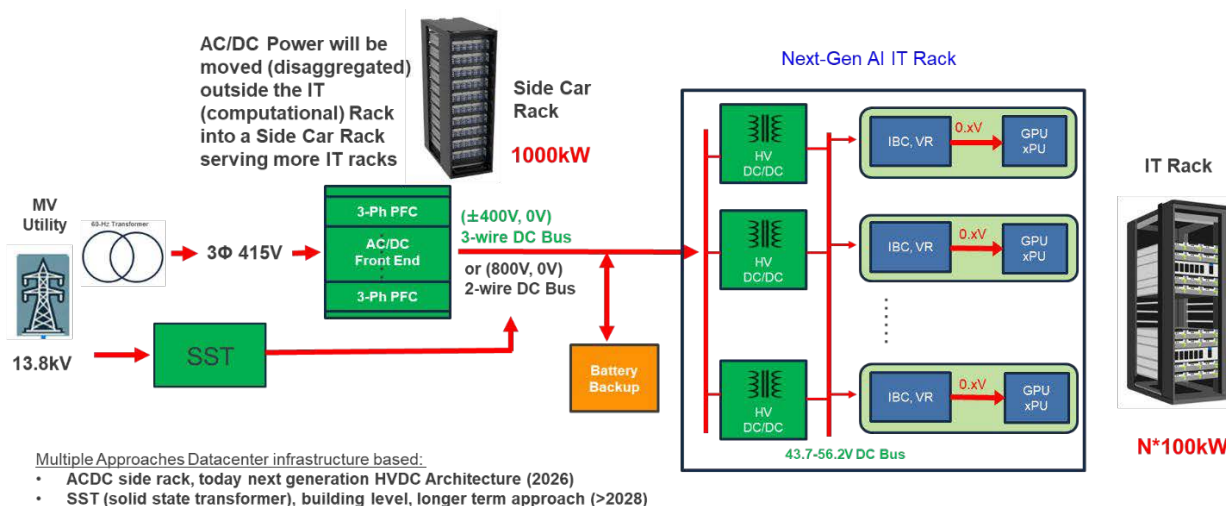 AC/DC Power will be
moved (disaggregated)
outside the IT
(computational) Rack
into a Side Car Rack
serving more IT racks
Side Car
Rack
1000kW
Next-Gen AI IT Rack
MV
Utility
60-Hz Transformer
13.8kV
3Φ 415V
3-Ph PFC
AC/DC
Front End
3-Ph PFC
(±400V, 0V)
3-wire DC Bus
or (800V, 0V)
2-wire DC Bus
SST
Battery
Backup
HV
DC/DC
IBC, VR
0.xV
GPU
xPU
HV
DC/DC
IBC, VR
0.xV
GPU
xPU
HV
DC/DC
IBC, VR
0.xV
GPU
xPU
43.7-56.2V DC Bus
IT Rack
N*100kW
Multiple Approaches Datacenter infrastructure based:
• ACDC side rack, today next generation HVDC Architecture (2026)
• SST (solid state transformer), building level, longer term approach (>2028)